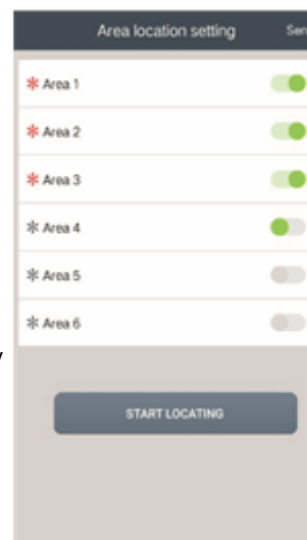 Area location setting
✻ Area 1
✻ Area 2
✻ Area 3
✻ Area 4
✻ Area 5
✻ Area 6
START LOCATING